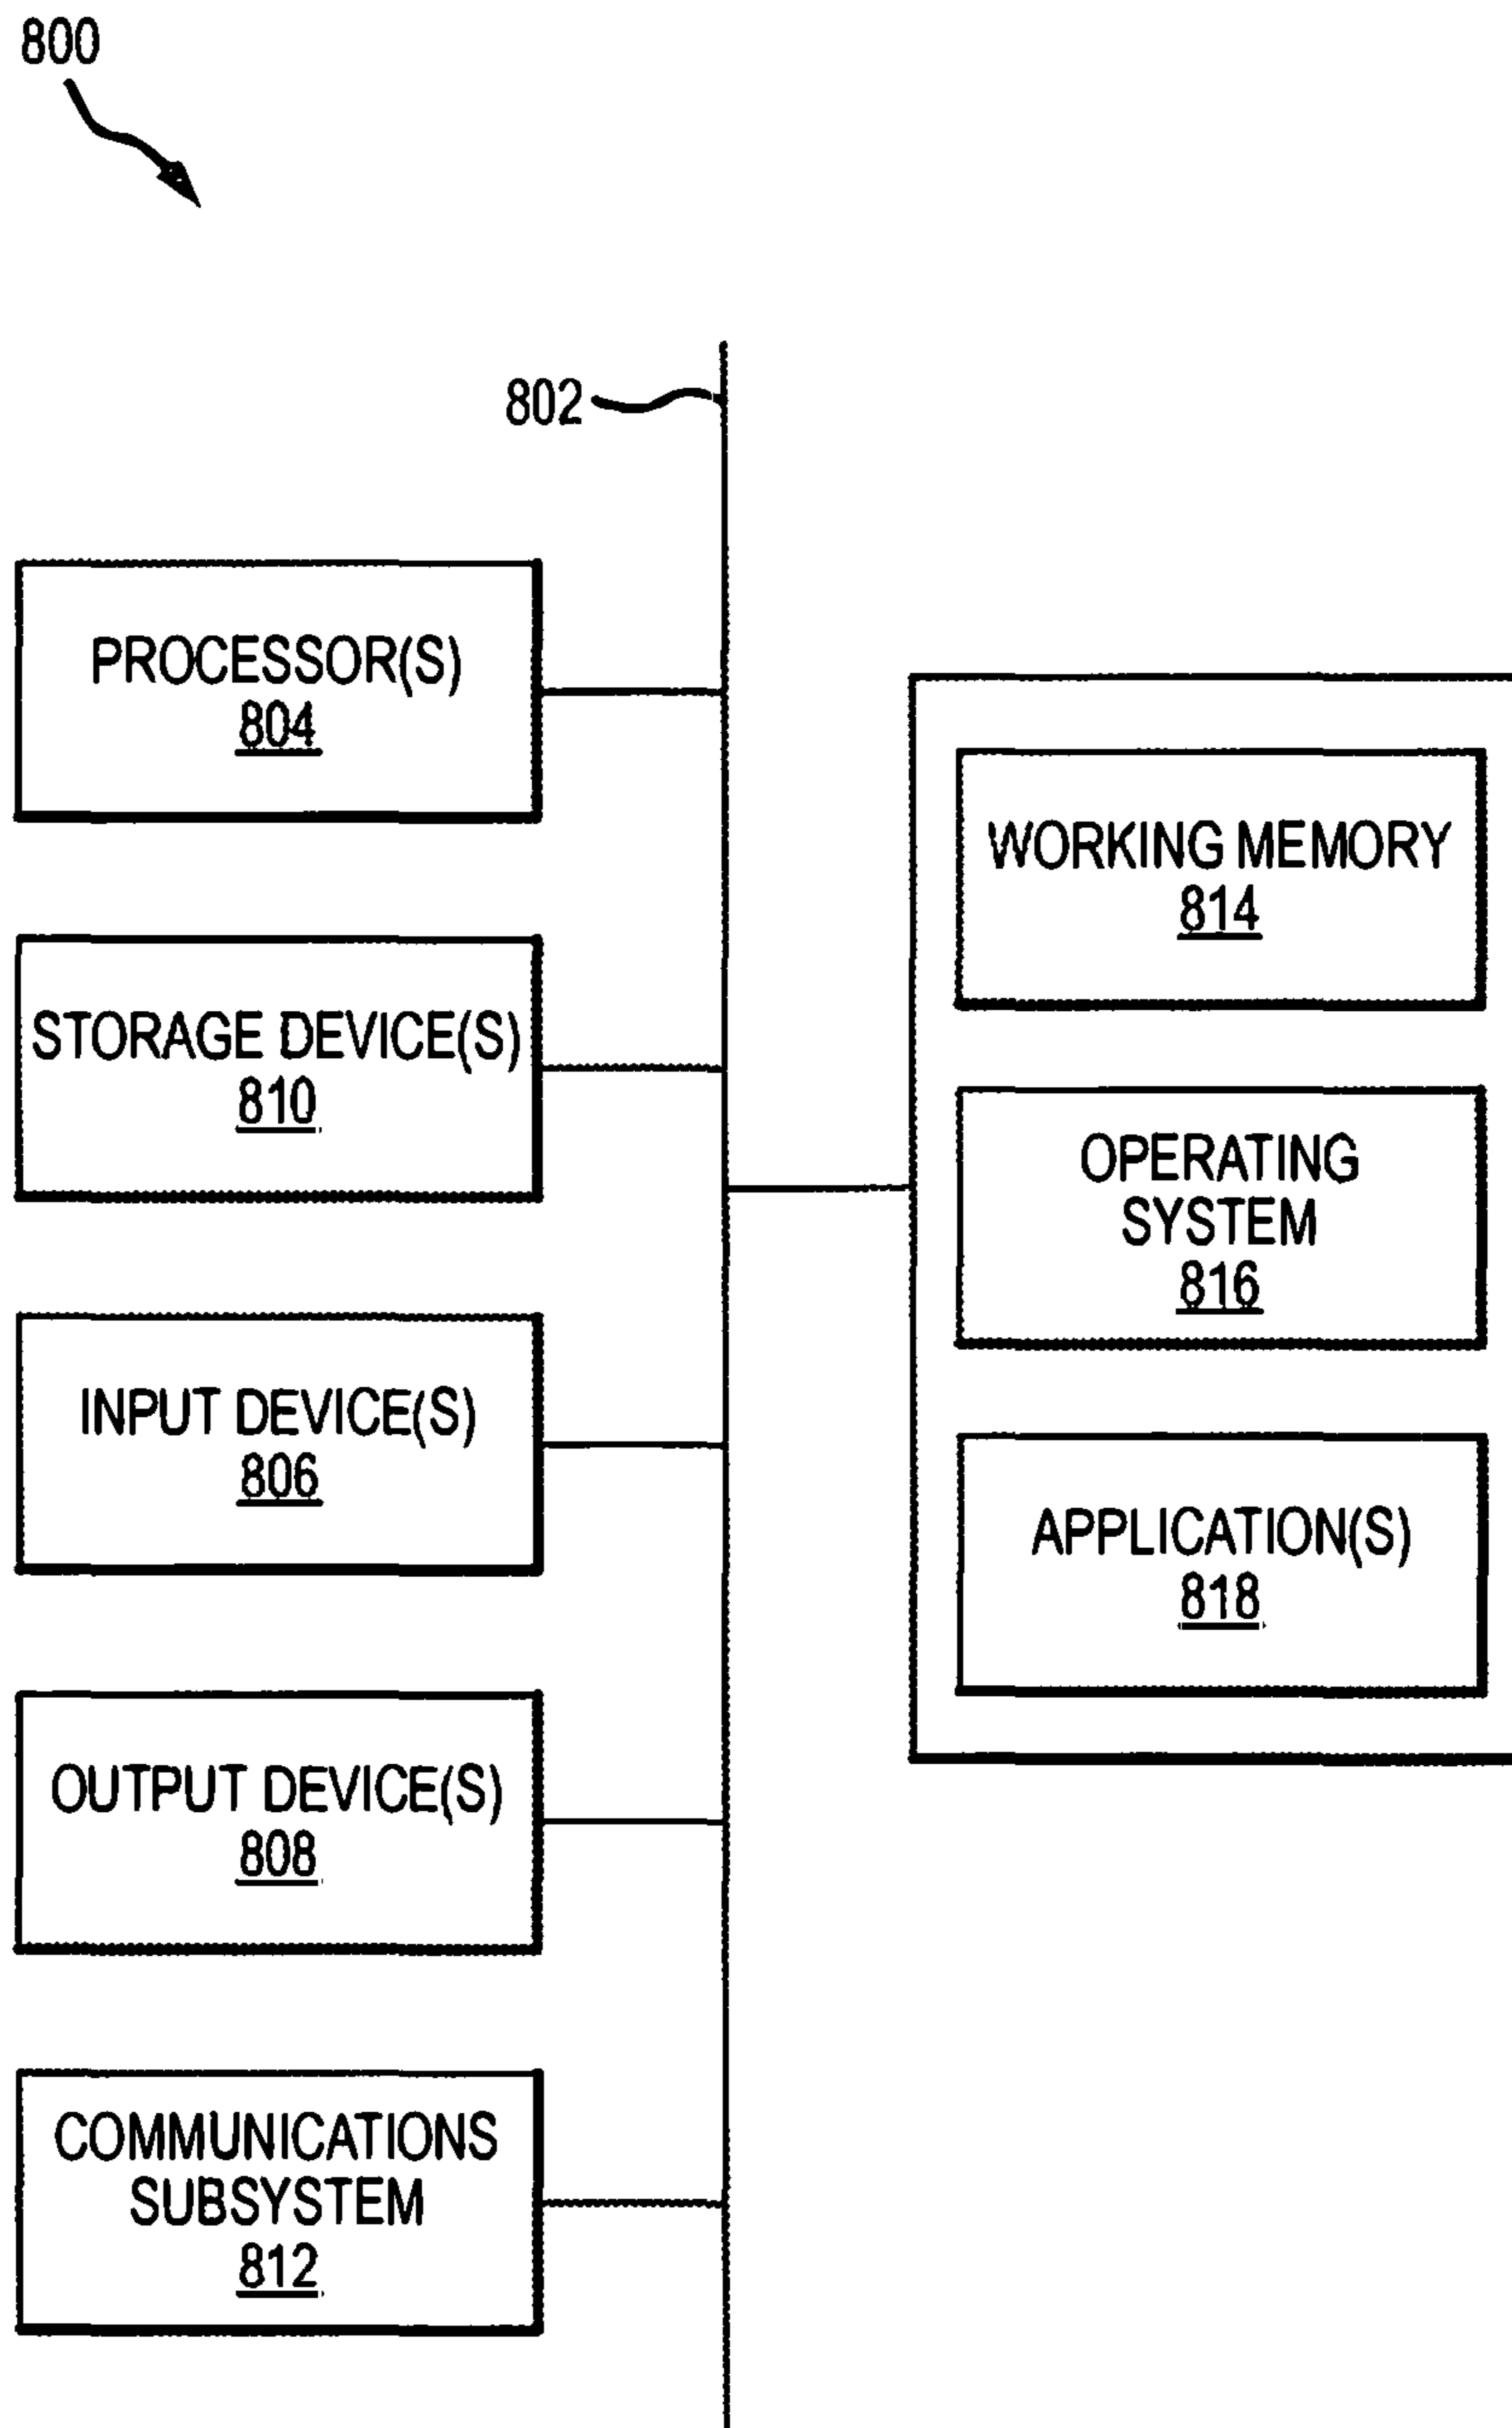 800
802
PROCESSOR(S)
804
STORAGE DEVICE(S)
810
INPUT DEVICE(S)
806
OUTPUT DEVICE(S)
808
COMMUNICATIONS
SUBSYSTEM
812
WORKING MEMORY
814
OPERATING
SYSTEM
816
APPLICATION(S)
818